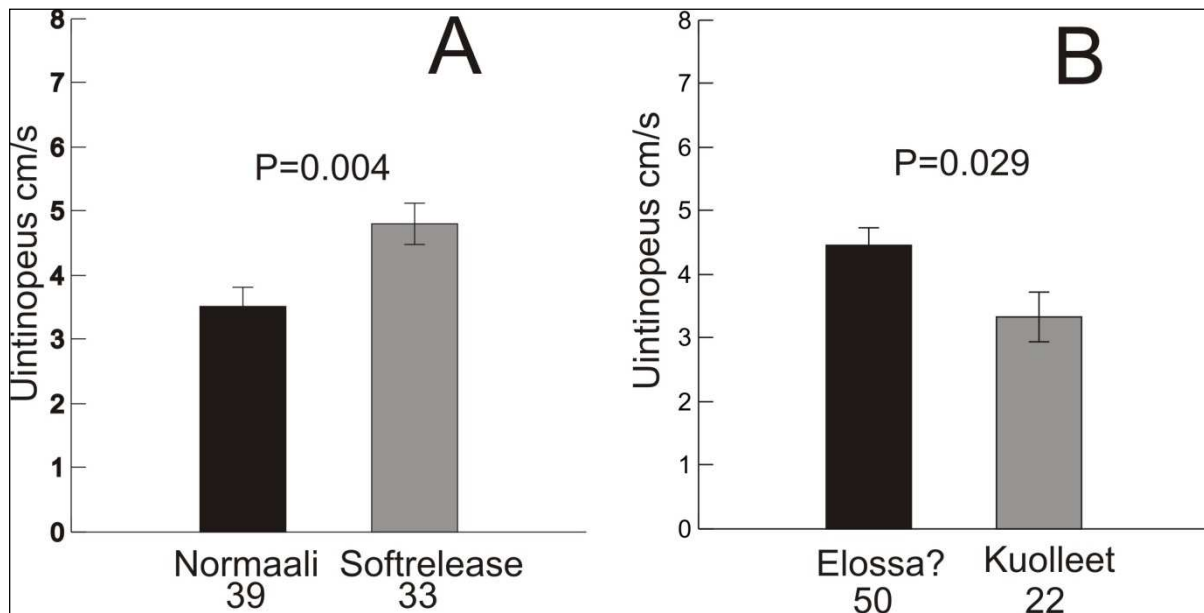 A
Uintinopeus cm/s
8
7
6
5
4
3
2
1
0
P=0.004
Normaali Softrelease
39 33
B
Uintinopeus cm/s
8
7
6
5
4
3
2
1
0
P=0.029
Elossa? Kuolleet
50 22